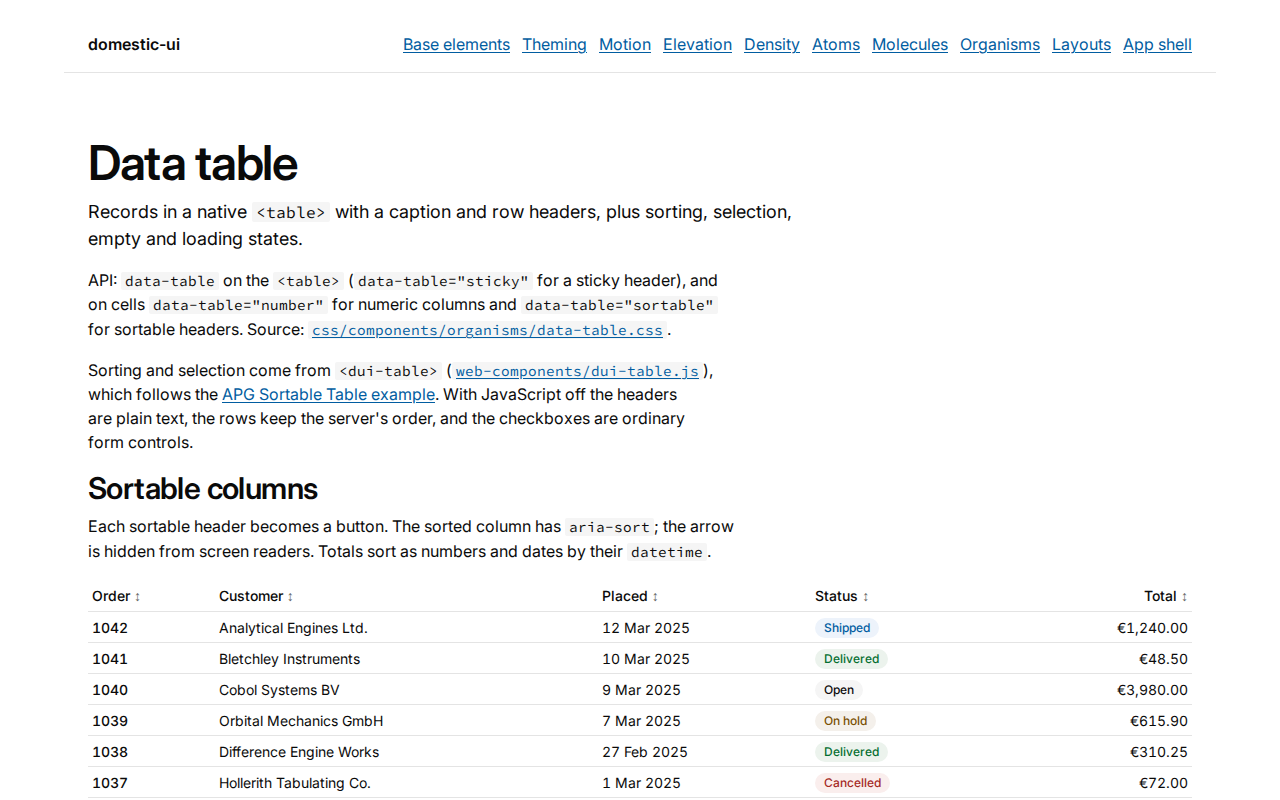 domestic-ui Base elements Theming Motion Elevation Density Atoms Molecules Organisms Layouts App shell
Data table
Records in a native <table> with a caption and row headers, plus sorting, selection,
empty and loading states.
API: data-table on the <table> ( data-table="sticky" for a sticky header), and
on cells data-table="number" for numeric columns and data-table="sortable"
for sortable headers. Source: css/components/organisms/data-table.css .
Sorting and selection come from <dui-table> ( web-components/dui-table.js ),
which follows the APG Sortable Table example. With JavaScript off the headers
are plain text, the rows keep the server's order, and the checkboxes are ordinary
form controls.
Sortable columns
Each sortable header becomes a button. The sorted column has aria-sort ; the arrow
is hidden from screen readers. Totals sort as numbers and dates by their datetime .
Order ↕ Customer ↕ Placed ↕ Status ↕ Total ↕
1042 Analytical Engines Ltd. 12 Mar 2025 Shipped €1,240.00
1041 Bletchley Instruments 10 Mar 2025 Delivered €48.50
1040 Cobol Systems BV 9 Mar 2025 Open €3,980.00
1039 Orbital Mechanics GmbH 7 Mar 2025 On hold €615.90
1038 Difference Engine Works 27 Feb 2025 Delivered €310.25
1037 Hollerith Tabulating Co. 1 Mar 2025 Cancelled €72.00